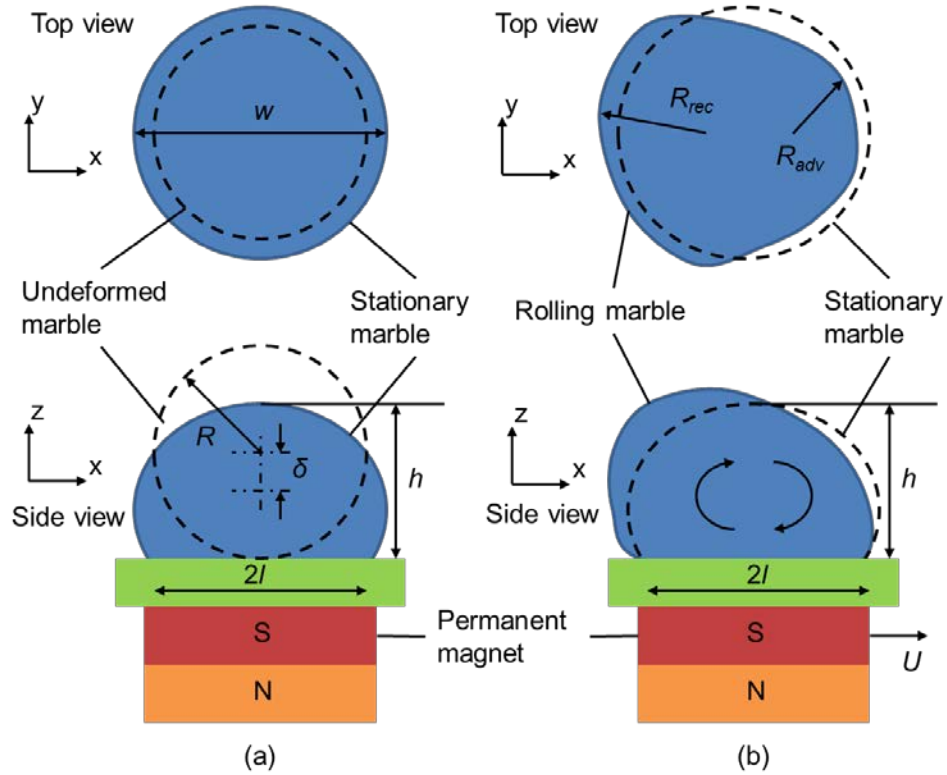 Top view
y
x
w
Undeformed
marble
Stationary
marble
z
x
Side view
R
δ
h
2l
S
N
(a)
Top view
y
x
R_rec
R_adv
Rolling marble
Stationary
marble
z
x
Side view
h
2l
Permanent
magnet
S
N
U
(b)